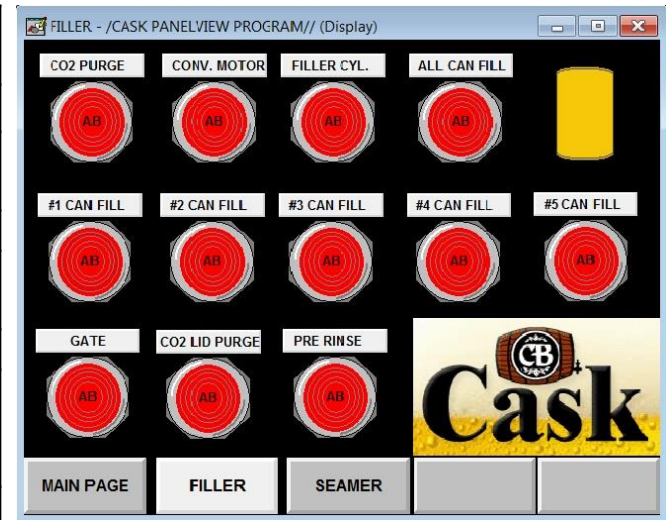 FILLER - /CASK PANELVIEW PROGRAM// (Display)
CO2 PURGE
CONV. MOTOR
FILLER CYL.
ALL CAN FILL
AB
AB
AB
AB
#1 CAN FILL
#2 CAN FILL
#3 CAN FILL
#4 CAN FILL
#5 CAN FILL
AB
AB
AB
AB
AB
GATE
CO2 LID PURGE
PRE RINSE
AB
AB
AB
CB
Cask
MAIN PAGE
FILLER
SEAMER